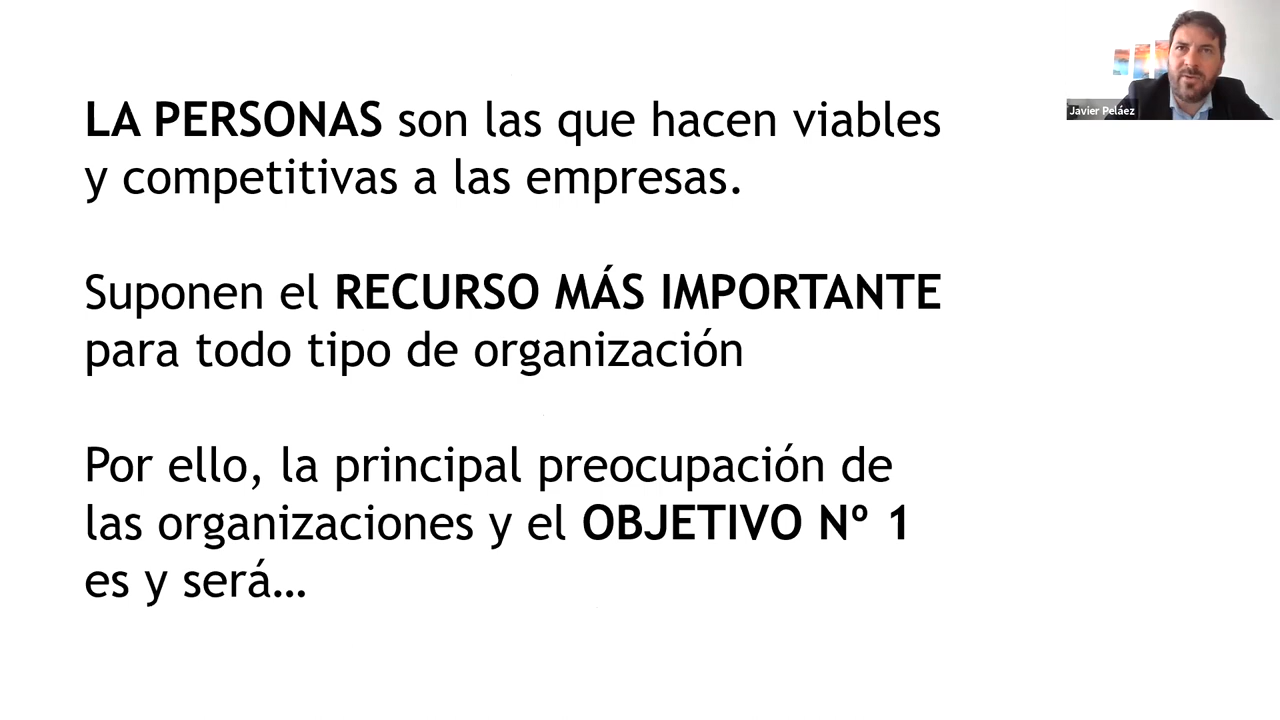 LA PERSONAS son las que hacen viables
y competitivas a las empresas.
Suponen el RECURSO MÁS IMPORTANTE
para todo tipo de organización
Por ello, la principal preocupación de
las organizaciones y el OBJETIVO Nº 1
es y será…
Javier Peláez